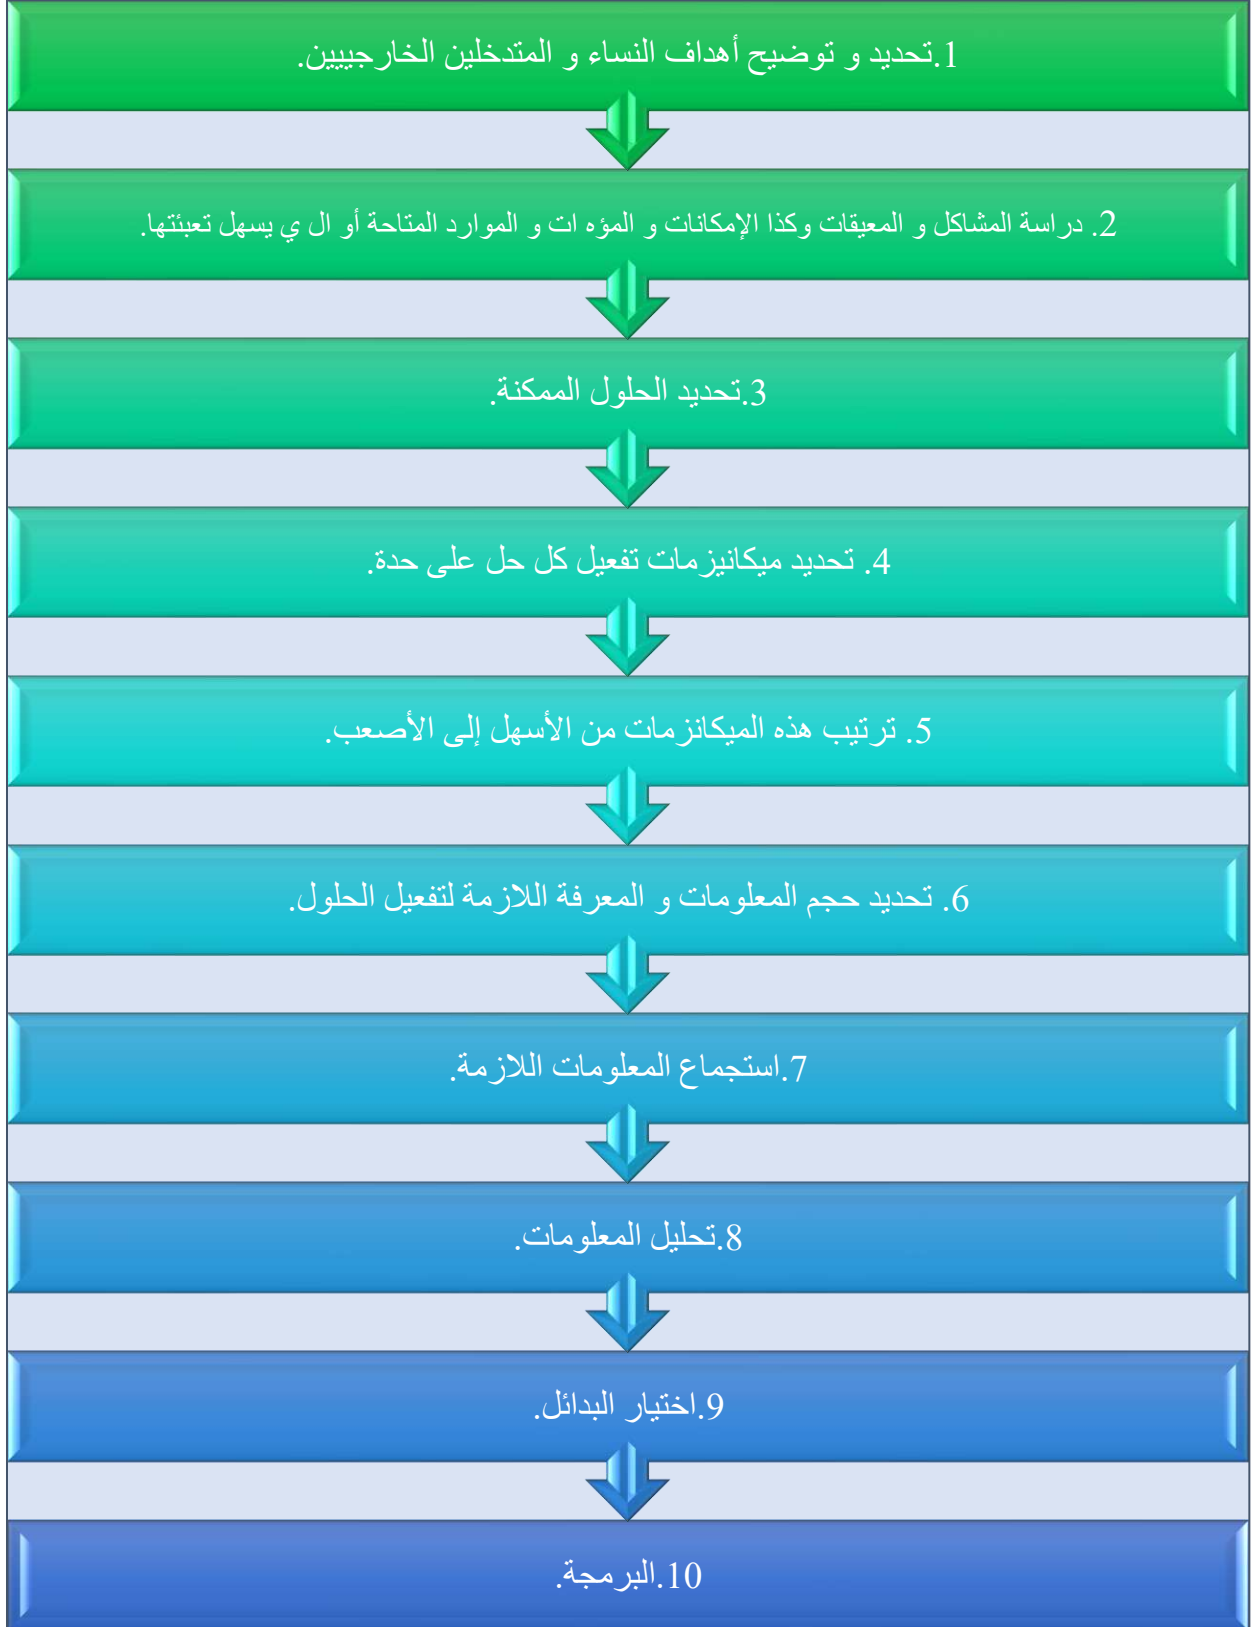 1.تحديد و توضيح أهداف النساء و المتدخلين الخارجييين.
2. دراسة المشاكل و المعيقات وكذا الإمكانات و المؤه ات و الموارد المتاحة أو ال ي يسهل تعبئتها.
3.تحديد الحلول الممكنة.
4. تحديد ميكانيزمات تفعيل كل حل على حدة.
5. ترتيب هذه الميكانزمات من الأسهل إلى الأصعب.
6. تحديد حجم المعلومات و المعرفة اللازمة لتفعيل الحلول.
7.استجماع المعلومات اللازمة.
8.تحليل المعلومات.
9.اختيار البدائل.
10.البرمجة.